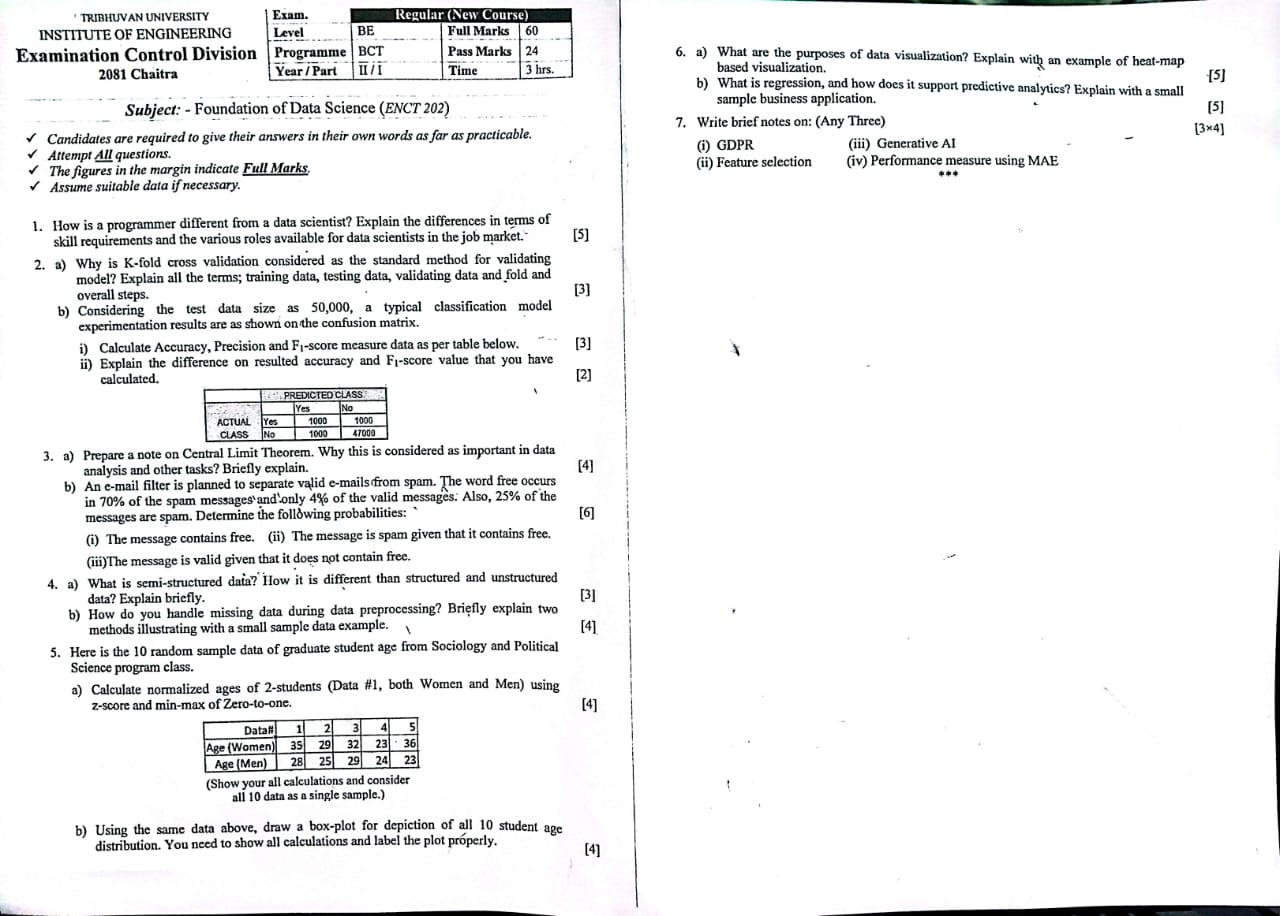 TRIBHUVAN UNIVERSITY
INSTITUTE OF ENGINEERING
Examination Control Division
2081 Chaitra
Exam. Regular (New Course)
Level BE Full Marks 60
Programme BCT Pass Marks 24
Year / Part II / I Time 3 hrs.
Subject: - Foundation of Data Science (ENCT 202)
✓ Candidates are required to give their answers in their own words as far as practicable.
✓ Attempt All questions.
✓ The figures in the margin indicate Full Marks.
✓ Assume suitable data if necessary.
1. How is a programmer different from a data scientist? Explain the differences in terms of
skill requirements and the various roles available for data scientists in the job market. [5]
2. a) Why is K-fold cross validation considered as the standard method for validating
model? Explain all the terms; training data, testing data, validating data and fold and
overall steps. [3]
b) Considering the test data size as 50,000, a typical classification model
experimentation results are as shown on the confusion matrix.
i) Calculate Accuracy, Precision and F1-score measure data as per table below. [3]
ii) Explain the difference on resulted accuracy and F1-score value that you have
calculated. [2]
PREDICTED CLASS
Yes No
ACTUAL Yes 1000 1000
CLASS No 1000 47000
3. a) Prepare a note on Central Limit Theorem. Why this is considered as important in data
analysis and other tasks? Briefly explain. [4]
b) An e-mail filter is planned to separate valid e-mails from spam. The word free occurs
in 70% of the spam messages and only 4% of the valid messages. Also, 25% of the
messages are spam. Determine the following probabilities: [6]
(i) The message contains free. (ii) The message is spam given that it contains free.
(iii)The message is valid given that it does not contain free.
4. a) What is semi-structured data? How it is different than structured and unstructured
data? Explain briefly. [3]
b) How do you handle missing data during data preprocessing? Briefly explain two
methods illustrating with a small sample data example. [4]
5. Here is the 10 random sample data of graduate student age from Sociology and Political
Science program class.
a) Calculate normalized ages of 2-students (Data #1, both Women and Men) using
z-score and min-max of Zero-to-one. [4]
Data# 1 2 3 4 5
Age (Women) 35 29 32 23 36
Age (Men) 28 25 29 24 23
(Show your all calculations and consider
all 10 data as a single sample.)
b) Using the same data above, draw a box-plot for depiction of all 10 student age
distribution. You need to show all calculations and label the plot properly. [4]
6. a) What are the purposes of data visualization? Explain with an example of heat-map
based visualization. [5]
b) What is regression, and how does it support predictive analytics? Explain with a small
sample business application. [5]
7. Write brief notes on: (Any Three) [3×4]
(i) GDPR (iii) Generative AI
(ii) Feature selection (iv) Performance measure using MAE
***